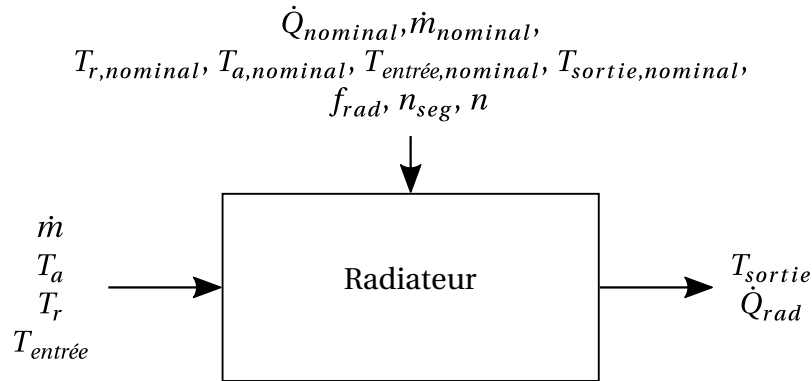 Q̇nominal,ṁnominal,
Tr,nominal, Ta,nominal, Tentrée,nominal, Tsortie,nominal,
frad, nseg, n
ṁ
Ta
Tr
Tentrée
Radiateur
Tsortie
Q̇rad